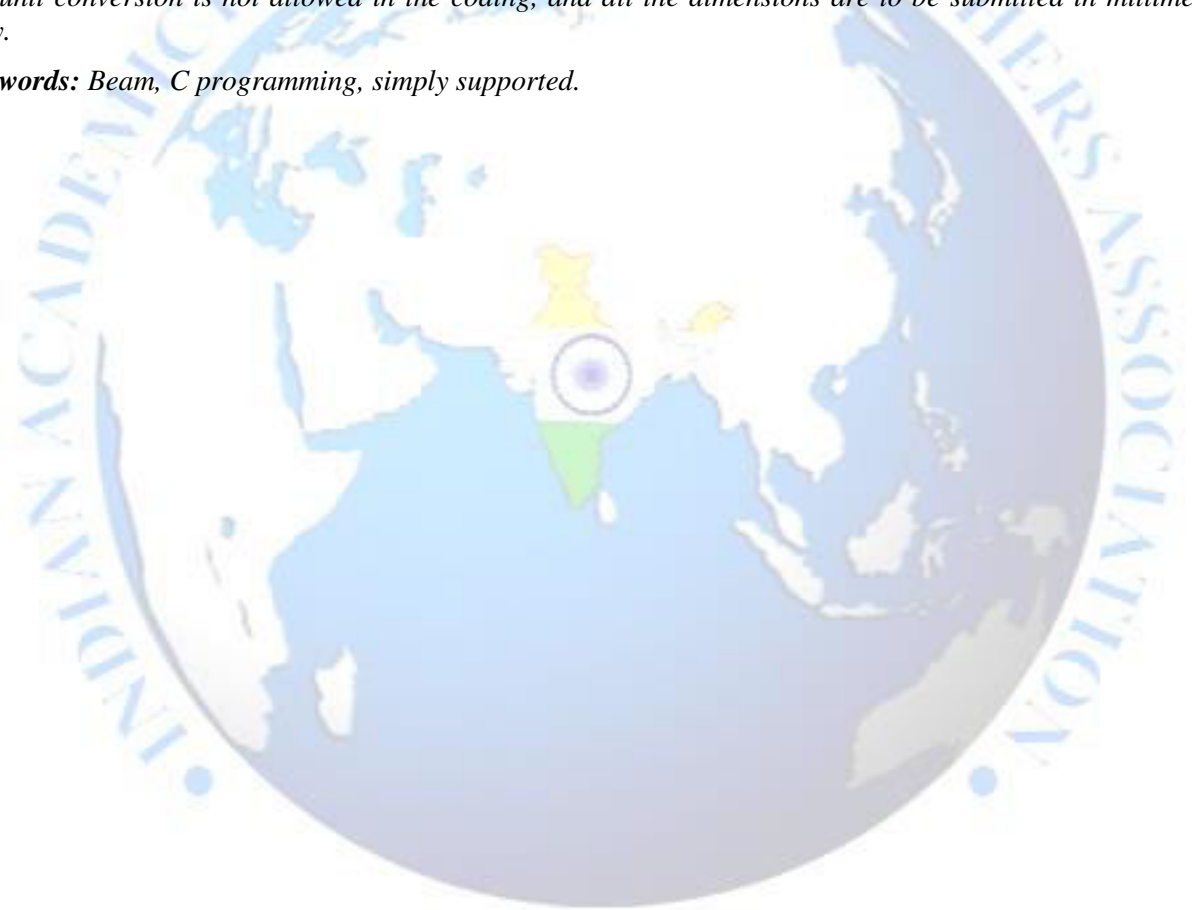 unit conversion is not allowed in the coding, and all the dimensions are to be submitted in millime
words: Beam, C programming, simply supported.
INDIAN ACADEMIC
HERS ASSOCIATION